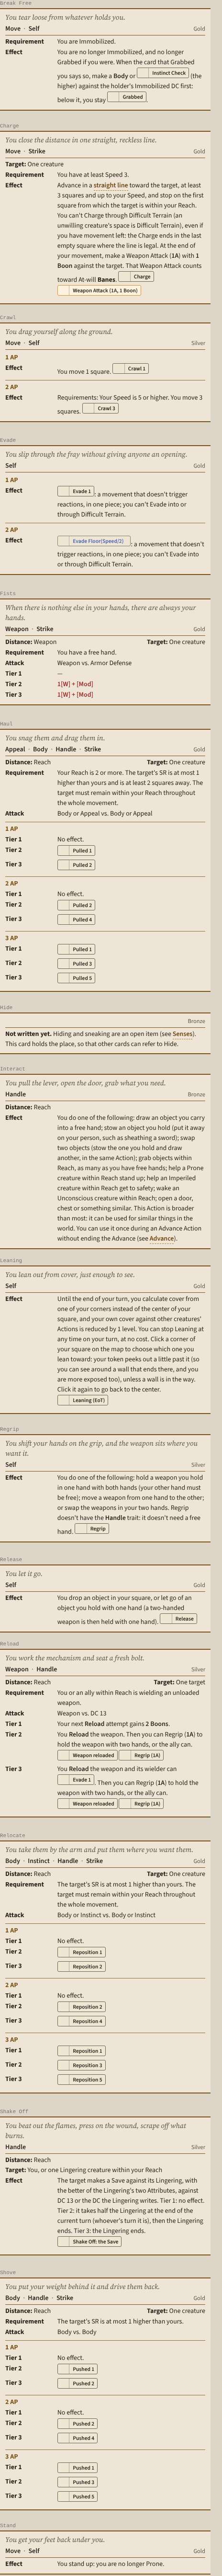 Break Free
You tear loose from whatever holds you.
Move · Self Gold
Requirement You are Immobilized.
Effect You are no longer Immobilized, and no longer
Grabbed if you were. When the card that Grabbed
you says so, make a Body or Instinct Check (the
higher) against the holder's Immobilized DC first:
below it, you stay Grabbed.
Charge
You close the distance in one straight, reckless line.
Move · Strike Gold
Target: One creature
Requirement You have at least Speed 3.
Effect Advance in a straight line toward the target, at least
3 squares and up to your Speed, and stop on the first
square from which the target is within your Reach.
You can't Charge through Difficult Terrain (an
unwilling creature's space is Difficult Terrain), even if
you have movement left: the Charge ends in the last
empty square where the line is legal. At the end of
your movement, make a Weapon Attack (1A) with 1
Boon against the target. That Weapon Attack counts
toward At-will Banes. Charge
Weapon Attack (1A, 1 Boon)
Crawl
You drag yourself along the ground.
Move · Self Silver
1 AP
Effect You move 1 square. Crawl 1
2 AP
Effect Requirements: Your Speed is 5 or higher. You move 3
squares. Crawl 3
Evade
You slip through the fray without giving anyone an opening.
Self Gold
1 AP
Effect Evade 1 : a movement that doesn't trigger
reactions, in one piece; you can't Evade into or
through Difficult Terrain.
2 AP
Effect Evade Floor(Speed/2) : a movement that doesn't
trigger reactions, in one piece; you can't Evade into
or through Difficult Terrain.
Fists
When there is nothing else in your hands, there are always your
hands.
Weapon · Strike Gold
Distance: Weapon Target: One creature
Requirement You have a free hand.
Attack Weapon vs. Armor Defense
Tier 1 —
Tier 2 1[W] + [Mod]
Tier 3 1[W] + [Mod]
Haul
You snag them and drag them in.
Appeal · Body · Handle · Strike Gold
Distance: Reach Target: One creature
Requirement Your Reach is 2 or more. The target's SR is at most 1
higher than yours and is at least 2 squares away. The
target must remain within your Reach throughout
the whole movement.
Attack Body or Appeal vs. Body or Appeal
1 AP
Tier 1 No effect.
Tier 2 Pulled 1
Tier 3 Pulled 2
2 AP
Tier 1 No effect.
Tier 2 Pulled 2
Tier 3 Pulled 4
3 AP
Tier 1 Pulled 1
Tier 2 Pulled 3
Tier 3 Pulled 5
Hide
Bronze
Not written yet. Hiding and sneaking are an open item (see Senses).
This card holds the place, so that other cards can refer to Hide.
Interact
You pull the lever, open the door, grab what you need.
Handle Bronze
Distance: Reach
Effect You do one of the following: draw an object you carry
into a free hand; stow an object you hold (put it away
on your person, such as sheathing a sword); swap
two objects (stow the one you hold and draw
another, in the same Action); grab objects within
Reach, as many as you have free hands; help a Prone
creature within Reach stand up; help an imperiled
creature within Reach get to safety; make an
Unconscious creature within Reach; open a door,
chest or something similar. This Action is broader
than most: it can be used for similar things in the
world. You can use it once during an Advance Action
without ending the Advance (see Advance).
Leaning
You lean out from cover, just enough to see.
Self Gold
Effect Until the end of your turn, you calculate cover from
one of your corners instead of the center of your
square, and your own cover against other creatures'
Actions is reduced by 1 level. You can stop Leaning at
any time on your turn, at no cost. Click a corner of
your square on the map to choose which one you
lean toward: your token peeks out a little past it (so
you can see around a wall that ends there, and you
are more exposed too), unless a wall is in the way.
Click it again to go back to the center.
Leaning (EoT)
Regrip
You shift your hands on the grip, and the weapon sits where you
want it.
Self Silver
Effect You do one of the following: hold a weapon you hold
in one hand with both hands (your other hand must
be free); move a weapon from one hand to the other;
or swap the weapons in your two hands. Regrip
doesn't have the Handle trait: it doesn't need a free
hand. Regrip
Release
You let it go.
Self Gold
Effect You drop an object in your square, or let go of an
object you hold with one hand (a two-handed
weapon is then held with one hand). Release
Reload
You work the mechanism and seat a fresh bolt.
Weapon · Handle Silver
Distance: Reach Target: One target
Requirement You or an ally within Reach is wielding an unloaded
weapon.
Attack Weapon vs. DC 13
Tier 1 Your next Reload attempt gains 2 Boons.
Tier 2 You Reload the weapon. Then you can Regrip (1A) to
hold the weapon with two hands, or the ally can.
Weapon reloaded Regrip (1A)
Tier 3 You Reload the weapon and its wielder can
Evade 1 . Then you can Regrip (1A) to hold the
weapon with two hands, or the ally can.
Weapon reloaded Regrip (1A)
Relocate
You take them by the arm and put them where you want them.
Body · Instinct · Handle · Strike Gold
Distance: Reach Target: One creature
Requirement The target's SR is at most 1 higher than yours. The
target must remain within your Reach throughout
the whole movement.
Attack Body or Instinct vs. Body or Instinct
1 AP
Tier 1 No effect.
Tier 2 Reposition 1
Tier 3 Reposition 2
2 AP
Tier 1 No effect.
Tier 2 Reposition 2
Tier 3 Reposition 4
3 AP
Tier 1 Reposition 1
Tier 2 Reposition 3
Tier 3 Reposition 5
Shake Off
You beat out the flames, press on the wound, scrape off what
burns.
Handle Silver
Distance: Reach
Target: You, or one Lingering creature within your Reach
Effect The target makes a Save against its Lingering, with
the better of the Lingering's two Attributes, against
DC 13 or the DC the Lingering writes. Tier 1: no effect.
Tier 2: it takes half the Lingering at the end of the
current turn (whoever's turn it is), then the Lingering
ends. Tier 3: the Lingering ends.
Shake Off: the Save
Shove
You put your weight behind it and drive them back.
Body · Handle · Strike Gold
Distance: Reach Target: One creature
Requirement The target's SR is at most 1 higher than yours.
Attack Body vs. Body
1 AP
Tier 1 No effect.
Tier 2 Pushed 1
Tier 3 Pushed 2
2 AP
Tier 1 No effect.
Tier 2 Pushed 2
Tier 3 Pushed 4
3 AP
Tier 1 Pushed 1
Tier 2 Pushed 3
Tier 3 Pushed 5
Stand
You get your feet back under you.
Move · Self Gold
Effect You stand up: you are no longer Prone.